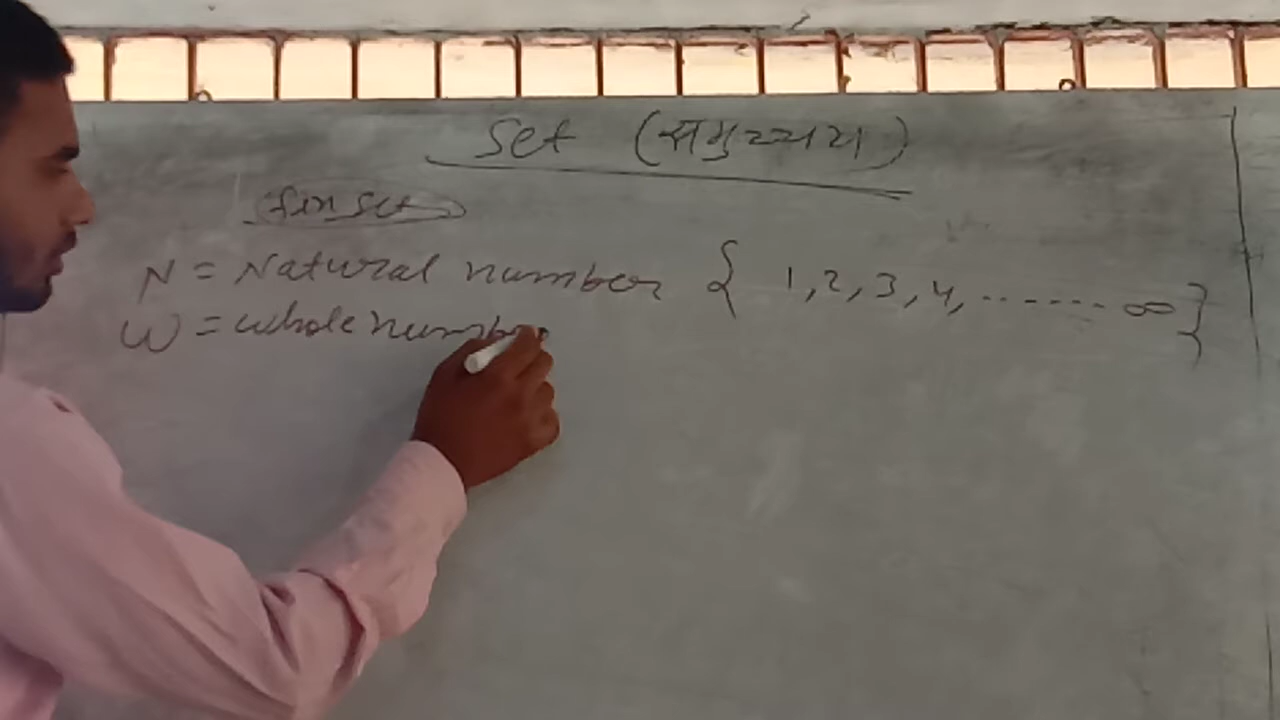 Set (समुच्चय)
N = Natural number { 1, 2, 3, 4, ....... ∞ }
W = whole number